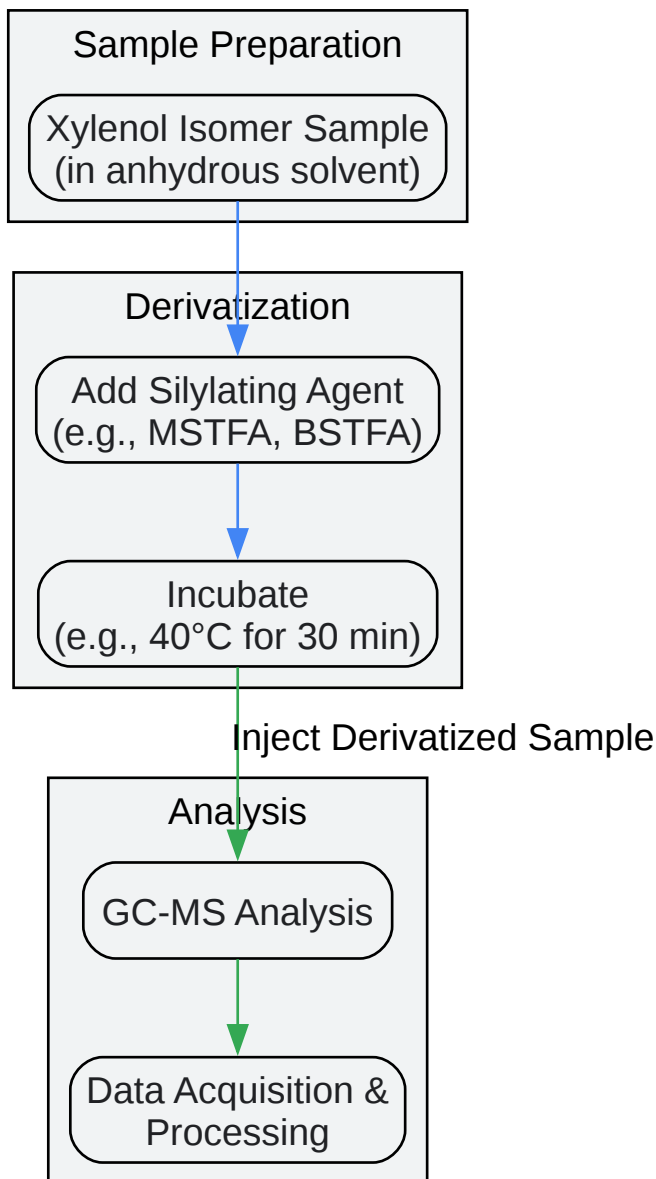 Sample Preparation
Xylenol Isomer Sample
(in anhydrous solvent)
Derivatization
Add Silylating Agent
(e.g., MSTFA, BSTFA)
Incubate
(e.g., 40°C for 30 min)
Inject Derivatized Sample
Analysis
GC-MS Analysis
Data Acquisition &
Processing